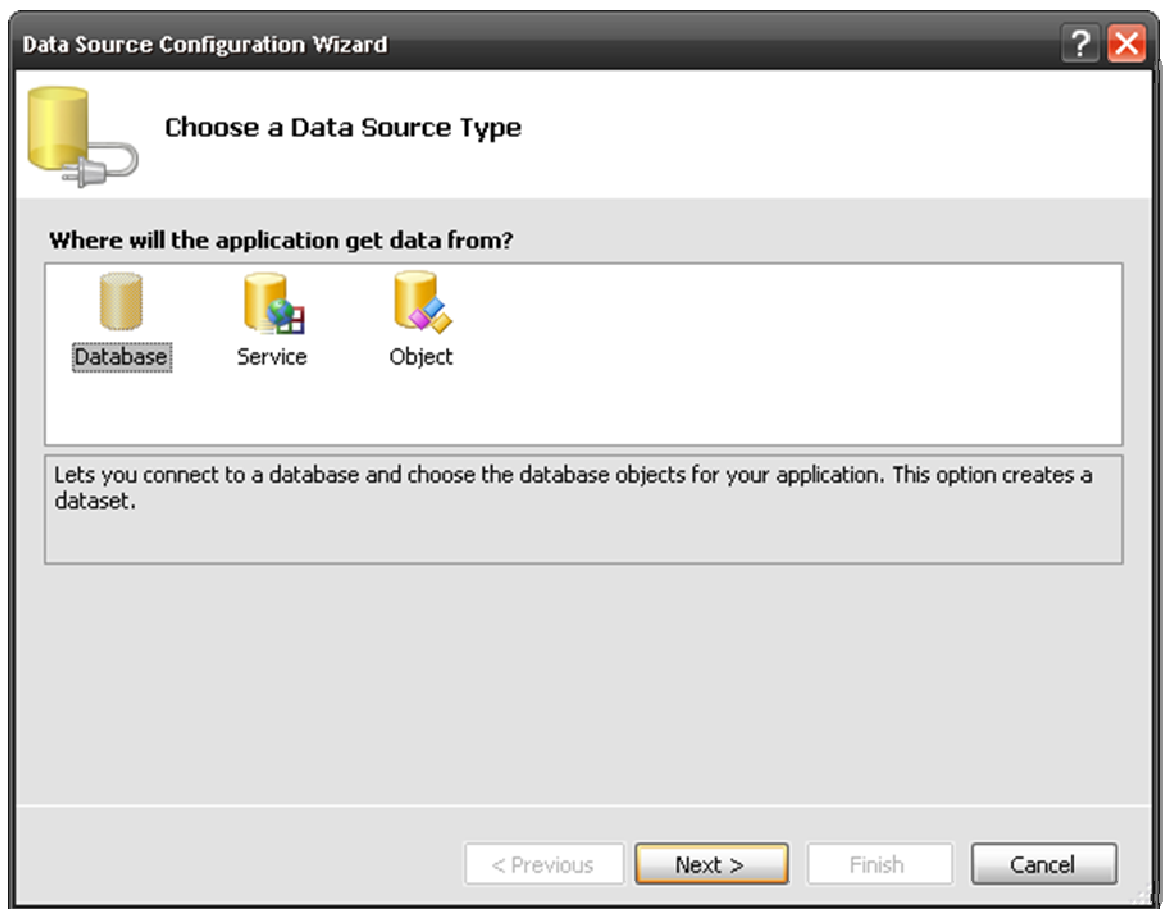 Data Source Configuration Wizard
?
Choose a Data Source Type
Where will the application get data from?
Database Service Object
Lets you connect to a database and choose the database objects for your application. This option creates a
dataset.
< Previous Next > Finish Cancel